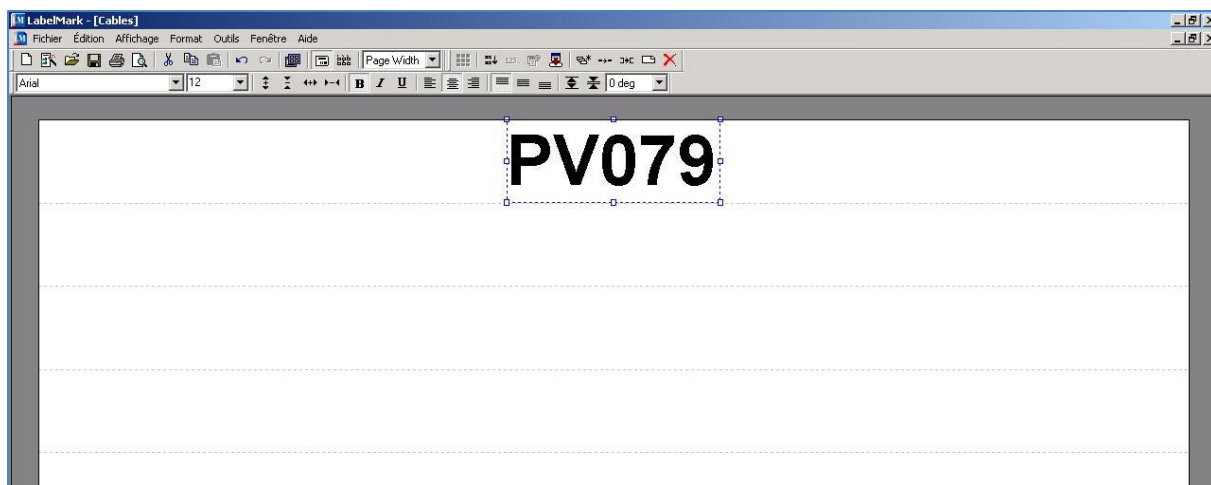 LabelMark - [Cables]
Fichier Édition Affichage Format Outils Fenêtre Aide
Page Width
Arial 12 B I U 0 deg
PV079